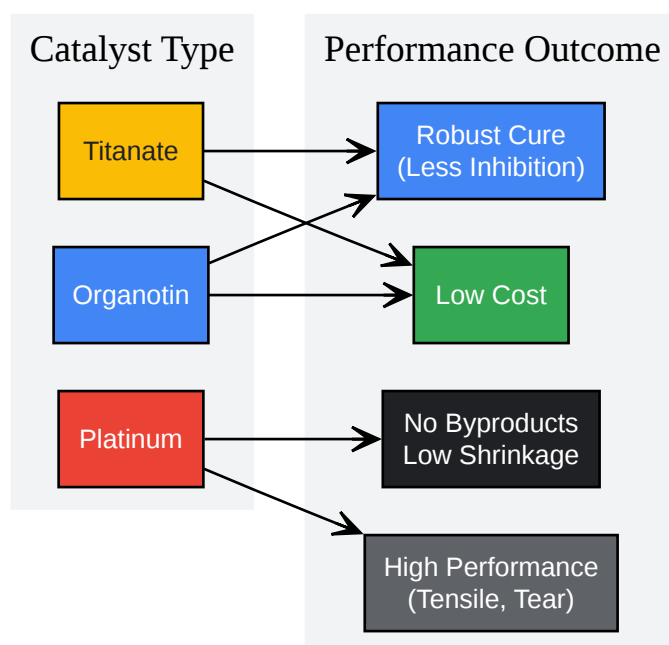 Catalyst Type
Performance Outcome
Titanate
Robust Cure
(Less Inhibition)
Organotin
Low Cost
Platinum
No Byproducts
Low Shrinkage
High Performance
(Tensile, Tear)